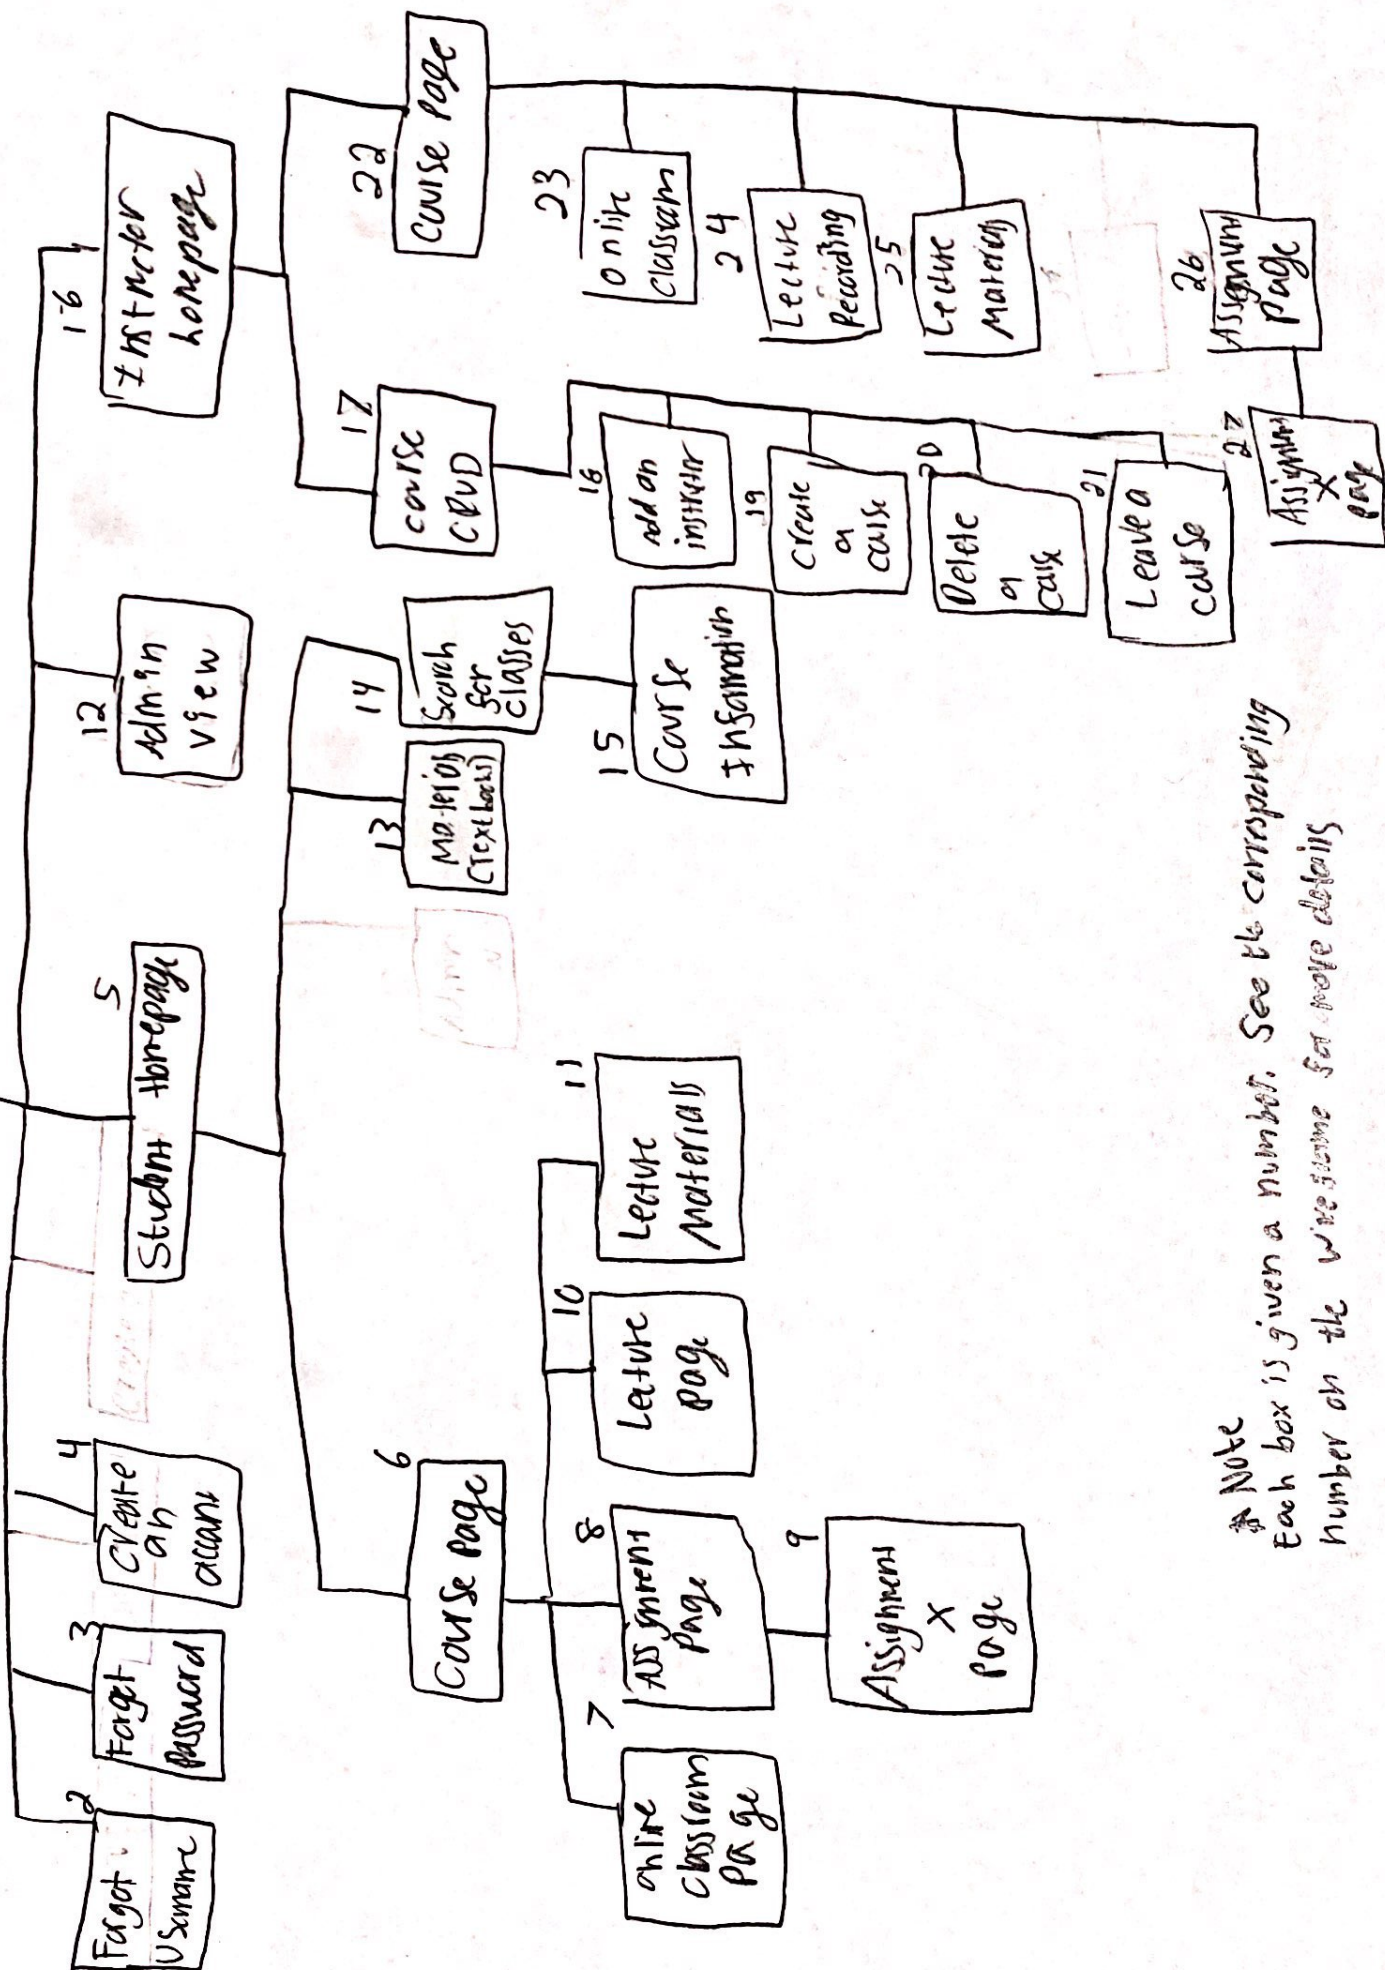 2
Forgot
Username
3
Forget
Password
4
Create
an
accant
5
Student Homepage
12
Admin
View
16
Instructor
homepage
6
Course Page
13
Materials
(Textbooks)
14
Search
for
Classes
17
course
CRUD
22
Course Page
7
online
Classroom
Page
8
Assignment
Page
9
Assignment
X
Page
10
Lecture
Page
11
Lecture
Materials
15
Course
Information
18
Add an
instructor
19
Create
a
course
20
Delete
a
course
21
Leave a
course
23
Online
Classroom
24
Lecture
Recording
25
Lecture
Materials
26
Assignment
Page
27
Assignment
X
page
* Note
Each box is given a number. See the corresponding
number on the wireframe for more details